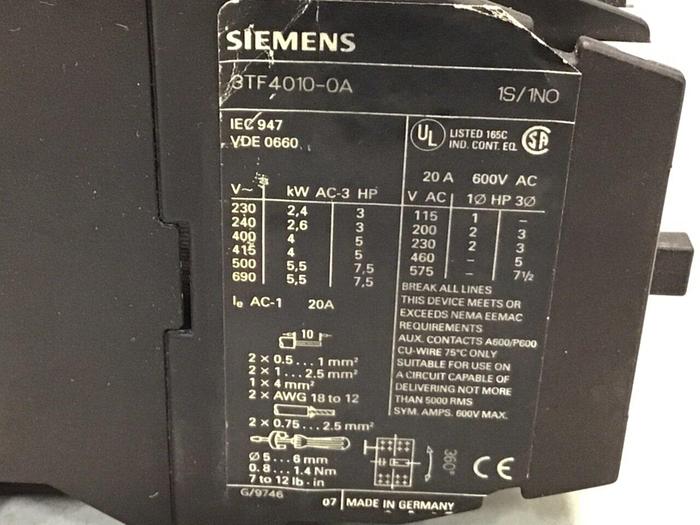 SIEMENS
3TF4010-0A 1S/1NO
IEC 947
VDE 0660
UL LISTED 165C
IND. CONT. EQ. SA
20 A 600V AC
V~ kW AC-3 HP
230 2,4 3
240 2,6 3
400 4 5
415 4 5
500 5,5 7,5
690 5,5 7,5
Ie AC-1 20A
V AC 1Ø HP 3Ø
115 1 –
200 2 3
230 2 3
460 – 5
575 – 7½
BREAK ALL LINES
THIS DEVICE MEETS OR
EXCEEDS NEMA EEMAC
REQUIREMENTS
AUX. CONTACTS A600/P600
CU-WIRE 75°C ONLY
SUITABLE FOR USE ON
A CIRCUIT CAPABLE OF
DELIVERING NOT MORE
THAN 5000 RMS
SYM. AMPS. 600V MAX.
10
2 × 0.5...1 mm²
2 × 1...2.5 mm²
1 × 4 mm²
2 × AWG 18 to 12
2 × 0.75...2.5 mm²
Ø 5...6 mm
0.8...1.4 Nm
7 to 12 lb·in
360°
CE
G/9746
07 MADE IN GERMANY